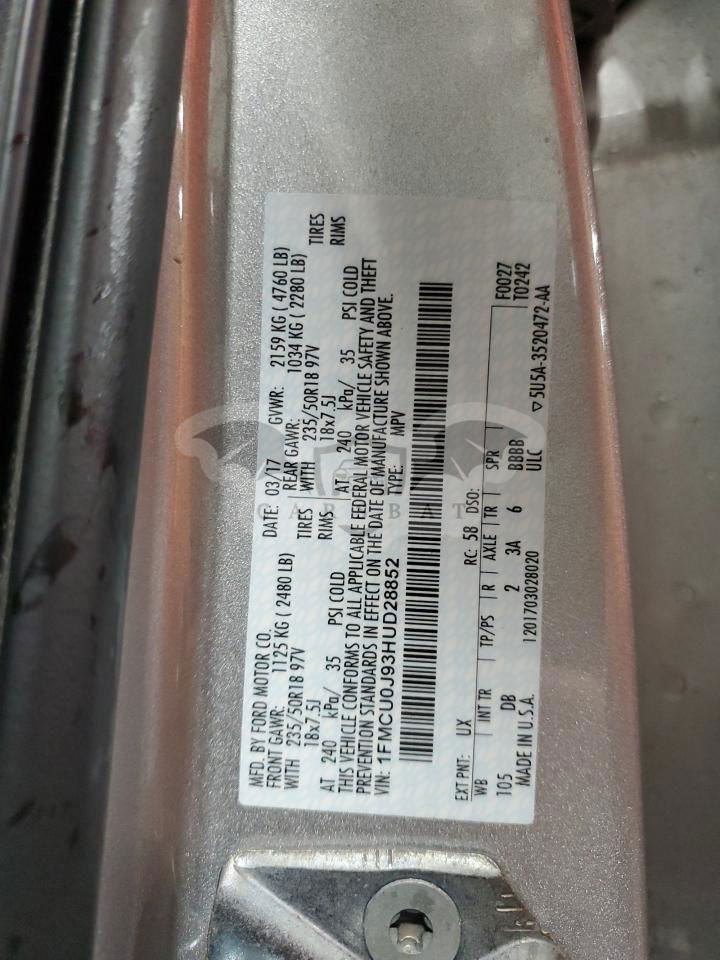 MFD. BY FORD MOTOR CO.
DATE: 03/17
GVWR: 2159 KG ( 4760 LB)
FRONT GAWR: 1125 KG ( 2480 LB)
REAR GAWR: 1034 KG ( 2280 LB)
WITH 235/50R18 97V TIRES
WITH 235/50R18 97V TIRES
18x7.5J RIMS
18x7.5J RIMS
AT 240 kPa/ 35 PSI COLD
AT 240 kPa/ 35 PSI COLD
THIS VEHICLE CONFORMS TO ALL APPLICABLE FEDERAL MOTOR VEHICLE SAFETY AND THEFT
PREVENTION STANDARDS IN EFFECT ON THE DATE OF MANUFACTURE SHOWN ABOVE.
VIN: 1FMCU0J93HUD28852
TYPE: MPV
EXT PNT: UX RC: 58 DSO:
WB INT TR TP/PS R AXLE TR SPR
105 DB 2 3A 6 BBBB F0027
T0242
MADE IN U.S.A. 1201703028020 ULC ▽5U5A-3520472-AA
CAR BAT